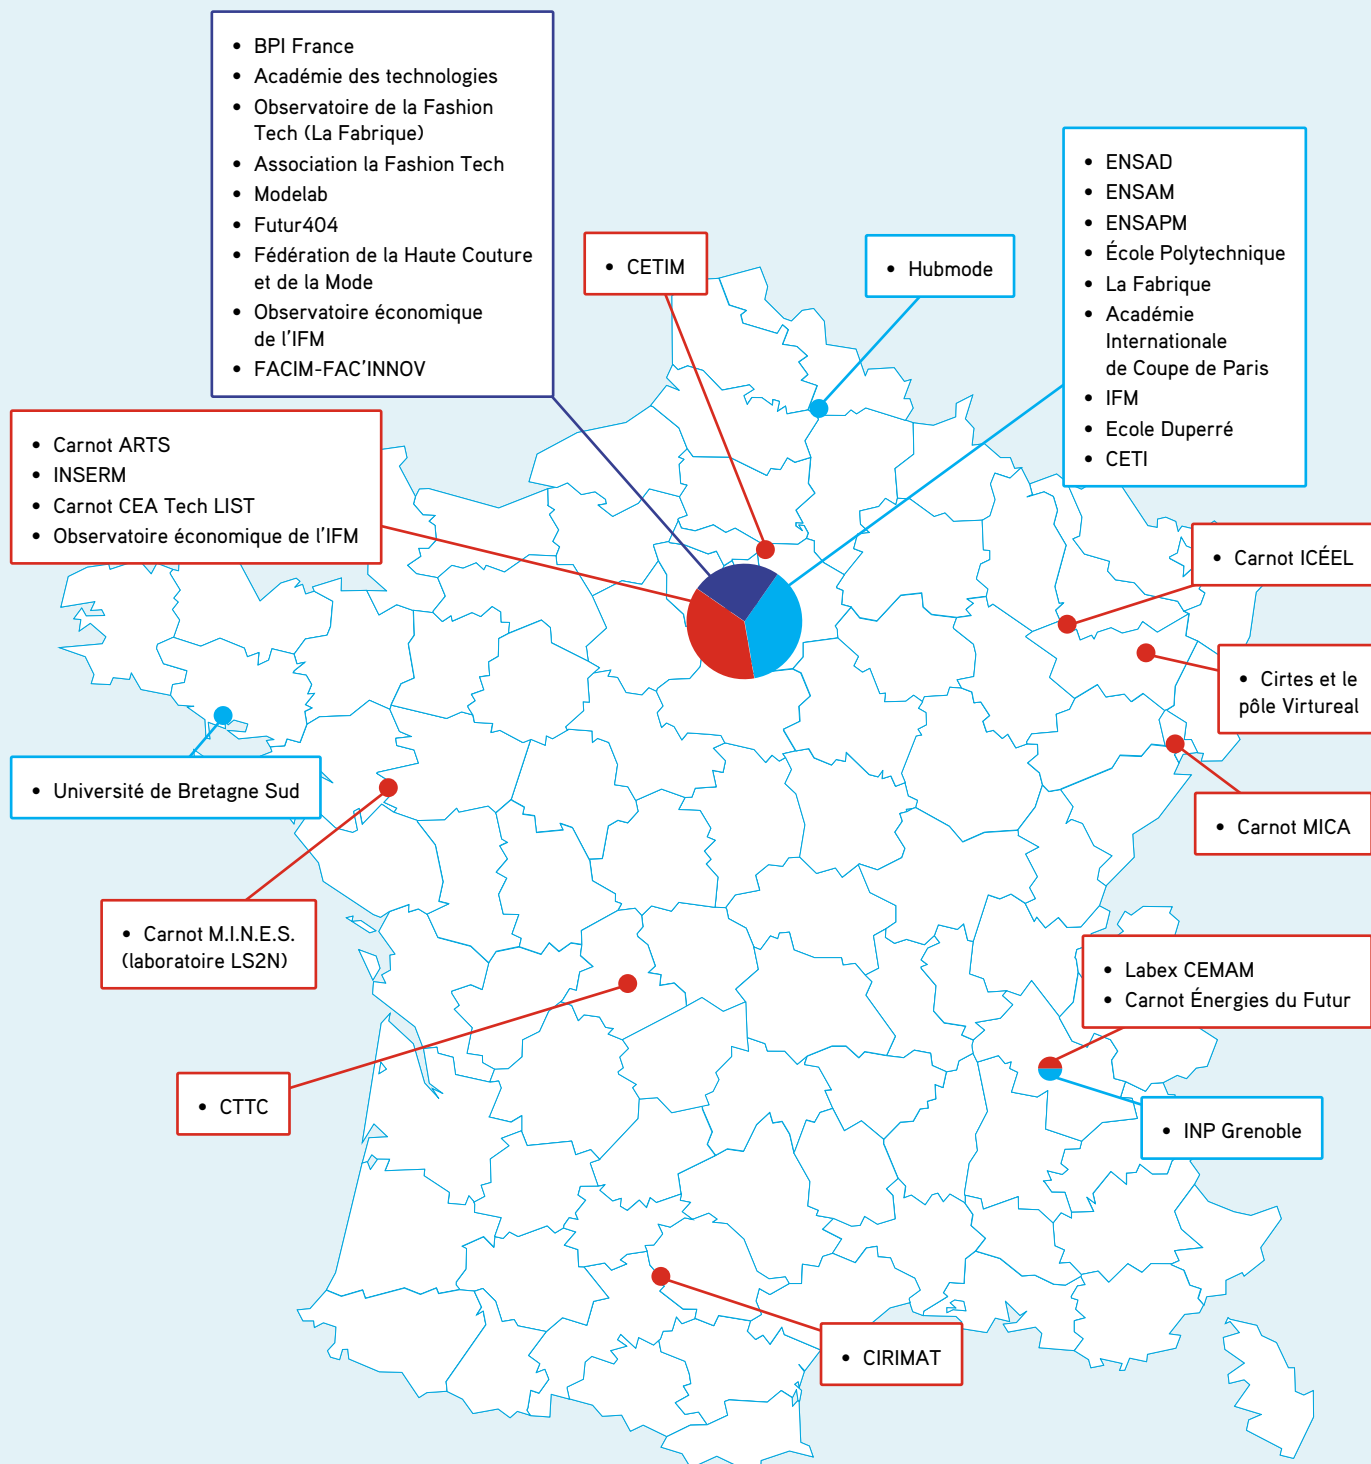 • BPI France
• Académie des technologies
• Observatoire de la Fashion
Tech (La Fabrique)
• Association la Fashion Tech
• Modelab
• Futur404
• Fédération de la Haute Couture
et de la Mode
• Observatoire économique
de l'IFM
• FACIM-FAC'INNOV
• CETIM
• Hubmode
• ENSAD
• ENSAM
• ENSAPM
• École Polytechnique
• La Fabrique
• Académie
Internationale
de Coupe de Paris
• IFM
• Ecole Duperré
• CETI
• Carnot ARTS
• INSERM
• Carnot CEA Tech LIST
• Observatoire économique de l'IFM
• Carnot ICÉEL
• Cirtes et le
pôle Virtureal
• Université de Bretagne Sud
• Carnot MICA
• Carnot M.I.N.E.S.
(laboratoire LS2N)
• Labex CEMAM
• Carnot Énergies du Futur
• CTTC
• INP Grenoble
• CIRIMAT